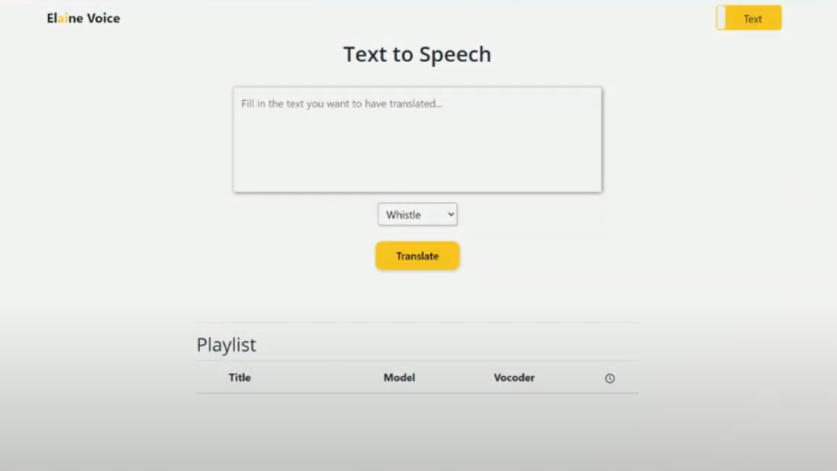 Elaine Voice
Text
Text to Speech
Fill in the text you want to have translated...
Whistle
Translate
Playlist
Title Model Vocoder